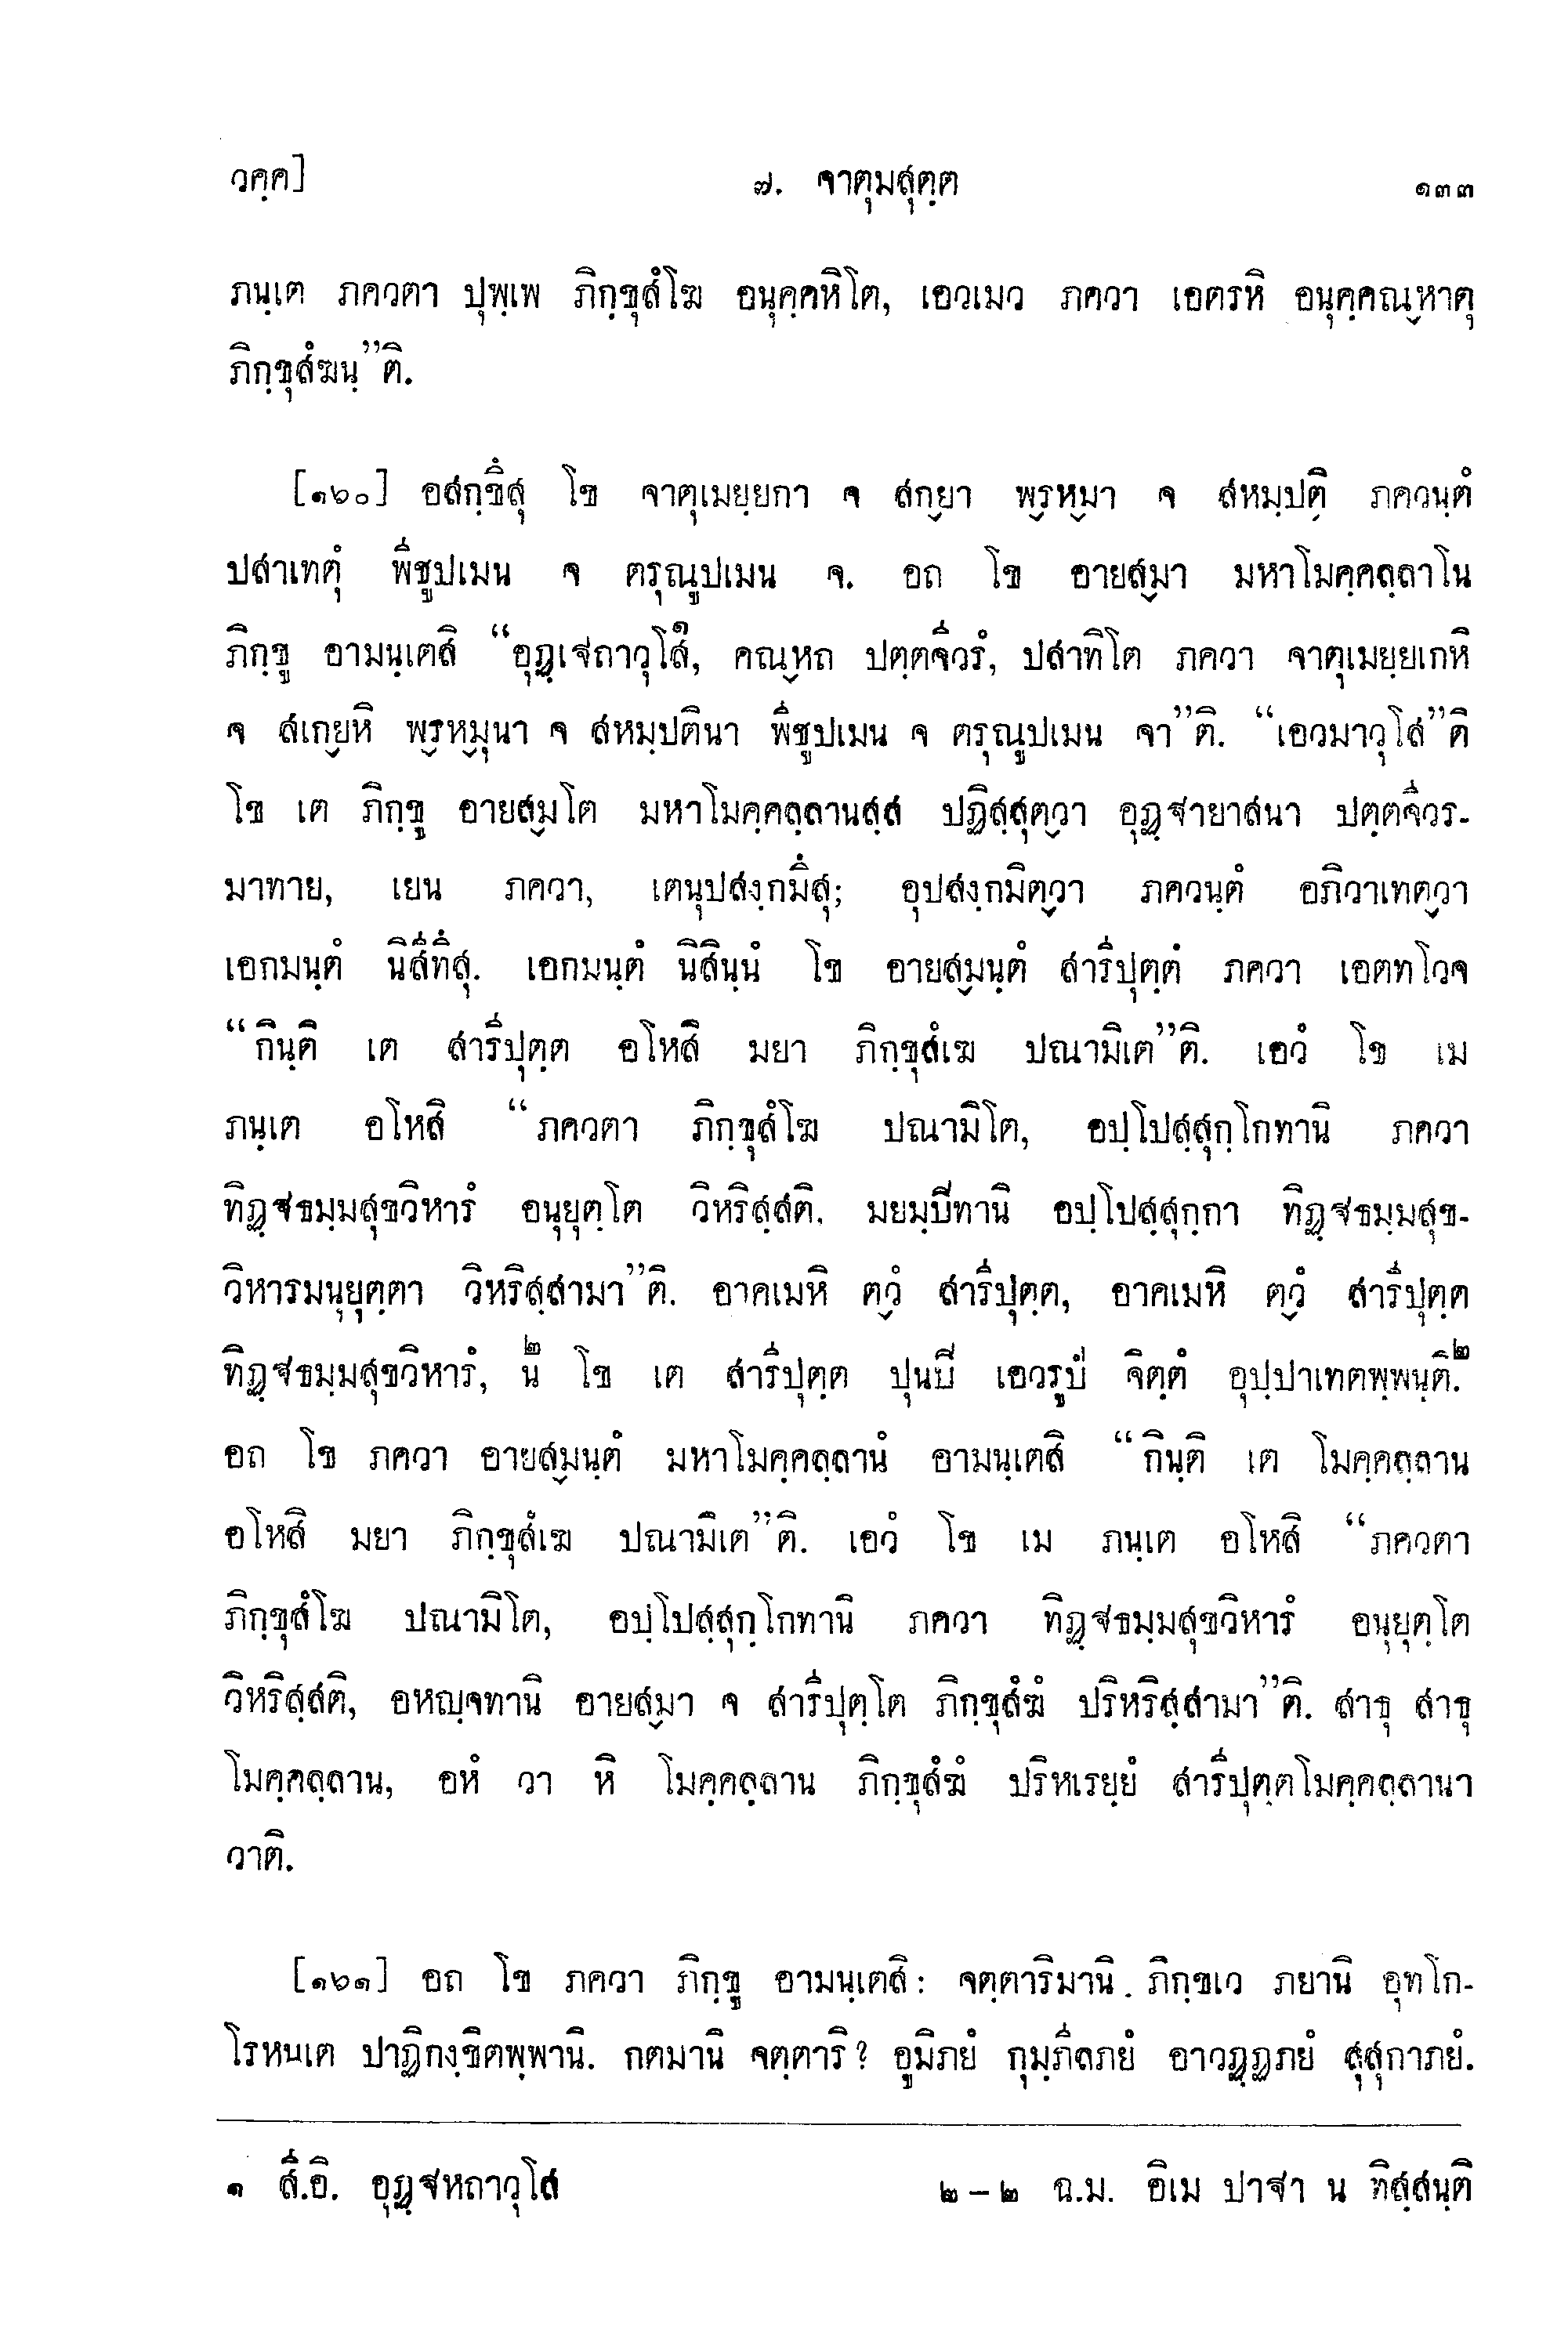 วคฺค] ๗. จาตุมสุตฺต ๑๓๓
ภนฺเต ภควตา ปุพฺเพ ภิกฺขุสํโฆ อนุคฺคหิโต, เอวเมว ภควา เอตรหิ อนุคฺคณฺหาตุ
ภิกฺขุสํฆนฺ”ติ.
[๑๖๐] อสกฺขึสุ โข จาตุเมยฺยกา จ สกฺยา พฺรหฺมา จ สหมฺปติ ภควนฺตํ
ปสาเทตุํ พีชูปเมน จ ตรุณูปเมน จ. อถ โข อายสฺมา มหาโมคฺคลฺลาโน
ภิกฺขู อามนฺเตสิ “อุฏฺเฐถาวุโส๑, คณฺหถ ปตฺตจีวรํ, ปสาทิโต ภควา จาตุเมยฺยเกหิ
จ สเกฺยหิ พฺรหฺมุนา จ สหมฺปตินา พีชูปเมน จ ตรุณูปเมน จา”ติ. “เอวมาวุโส”ติ
โข เต ภิกฺขู อายสฺมโต มหาโมคฺคลฺลานสฺส ปฏิสฺสุตฺวา อุฏฺฐายาสนา ปตฺตจีวร-
มาทาย, เยน ภควา, เตนุปสงฺกมึสุ; อุปสงฺกมิตฺวา ภควนฺตํ อภิวาเทตฺวา
เอกมนฺตํ นิสีทึสุ. เอกมนฺตํ นิสินฺนํ โข อายสฺมนฺตํ สารีปุตฺตํ ภควา เอตทโวจ
“กินฺติ เต สารีปุตฺต อโหสิ มยา ภิกฺขุสํเฆ ปณามิเต”ติ. เอวํ โข เม
ภนฺเต อโหสิ “ภควตา ภิกฺขุสํโฆ ปณามิโต, อปฺโปสฺสุกฺโกทานิ ภควา
ทิฏฺฐธมฺมสุขวิหารํ อนุยุตฺโต วิหริสฺสติ. มยมฺปีทานิ อปฺโปสฺสุกฺกา ทิฏฺฐธมฺมสุข-
วิหารมนุยุตฺตา วิหริสฺสามา”ติ. อาคเมหิ ตฺวํ สารีปุตฺต, อาคเมหิ ตฺวํ สารีปุตฺต
ทิฏฺฐธมฺมสุขวิหารํ, ๒น โข เต สารีปุตฺต ปุนปิ เอวรูปํ จิตฺตํ อุปฺปาเทตพฺพนฺติ.๒
อถ โข ภควา อายสฺมนฺตํ มหาโมคฺคลฺลานํ อามนฺเตสิ “กินฺติ เต โมคฺคลฺลาน
อโหสิ มยา ภิกฺขุสํเฆ ปณามิเต”ติ. เอวํ โข เม ภนฺเต อโหสิ “ภควตา
ภิกฺขุสํโฆ ปณามิโต, อปฺโปสฺสุกฺโกทานิ ภควา ทิฏฺฐธมฺมสุขวิหารํ อนุยุตฺโต
วิหริสฺสติ, อหญฺจทานิ อายสฺมา จ สารีปุตฺโต ภิกฺขุสํฆํ ปริหริสฺสามา”ติ. สาธุ สาธุ
โมคฺคลฺลาน, อหํ วา หิ โมคฺคลฺลาน ภิกฺขุสํฆํ ปริหเรยฺยํ สารีปุตฺตโมคฺคลฺลานา
วาติ.
[๑๖๑] อถ โข ภควา ภิกฺขู อามนฺเตสิ: จตฺตาริมานิ ภิกฺขเว ภยานิ อุทโก-
โรหนฺเต ปาฏิกงฺขิตพฺพานิ. กตมานิ จตฺตาริ? อูมิภยํ กุมฺภีลภยํ อาวฏฺฏภยํ สุสุกาภยํ.
๑ สี.อิ. อุฏฺฐหถาวุโส ๒-๒ ฉ.ม. อิเม ปาฐา น ทิสฺสนฺติ